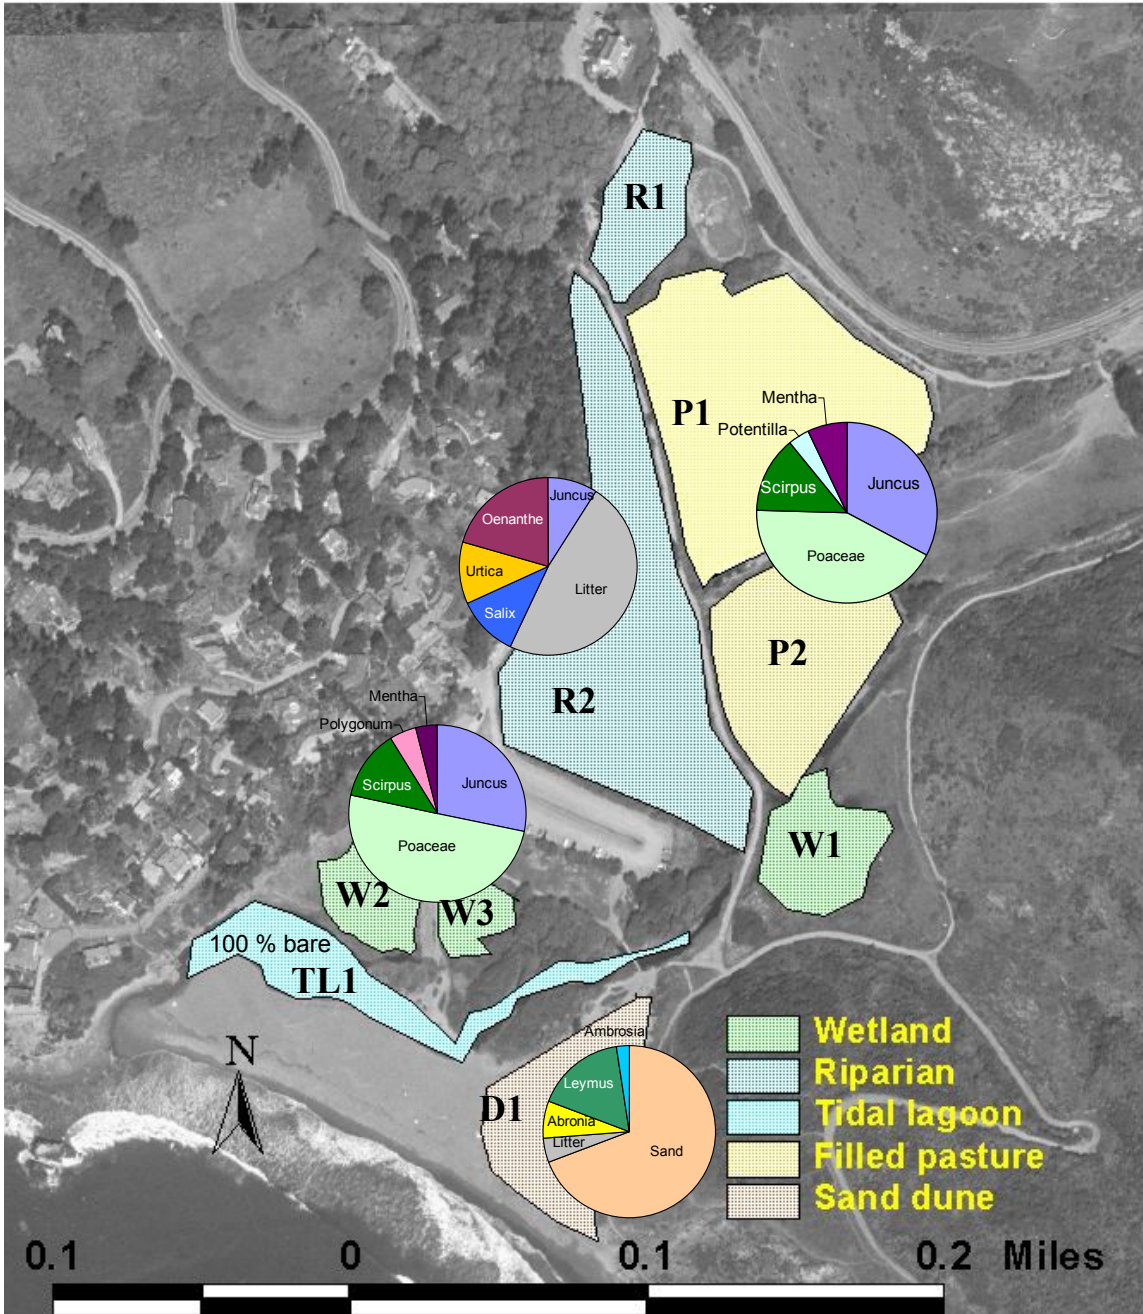 R1
P1
Mentha
Potentilla
Scirpus
Juncus
Poaceae
Juncus
Oenanthe
Urtica
Litter
Salix
P2
R2
Mentha
Polygonum
Scirpus
Juncus
Poaceae
W1
W2
W3
100 % bare
TL1
N
Ambrosia
Leymus
D1
Abronia
Litter
Sand
Wetland
Riparian
Tidal lagoon
Filled pasture
Sand dune
0.1 0 0.1 0.2 Miles